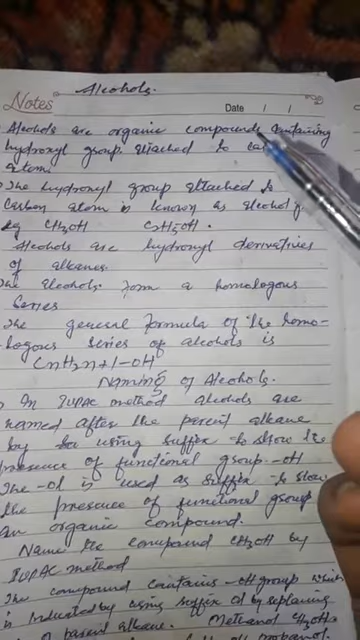 Alcohols.
Notes
Date / /
Alcohols are organic compounds containing
hydroxyl group attached to
atom
The hydroxyl group attached to
carbon atom is known as alcohol
eg CH3OH C2H5OH.
Alcohols are hydroxyl derivatives
of alkanes.
The alcohols form a homologous
series
The general formula of the homo-
logous series of alcohols is
CnH2n+1-OH
Naming of Alcohols.
In IUPAC method alcohols are
named after the parent alkane
by using suffix to show the
presence of functional group -OH
The -ol is used as suffix to show
the presence of functional group
in organic compound.
Name the compound CH3OH by
IUPAC method
The compound contains -OH group which
is indicated by using suffix ol by replacing
of parent alkane. Methanol CH3OH